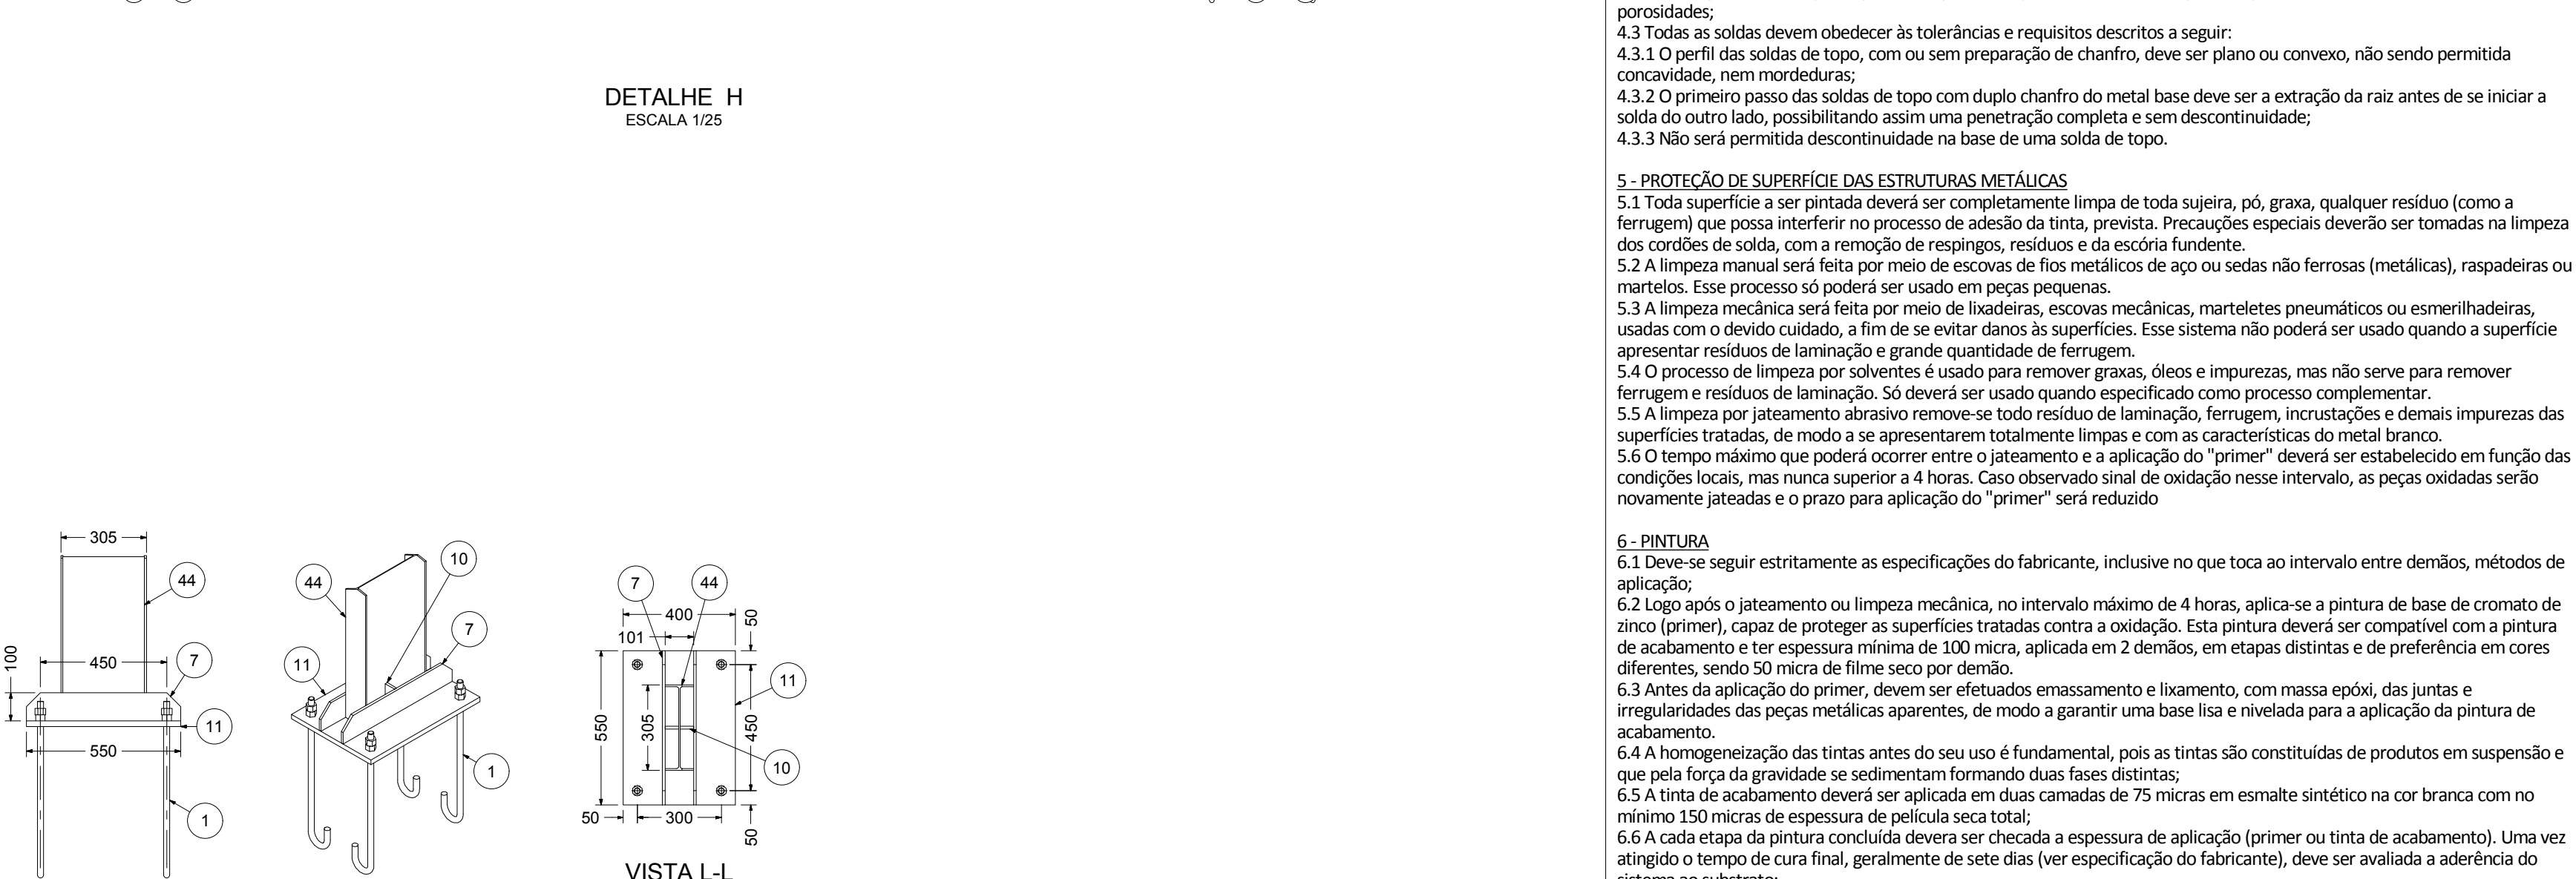 DETALHE H
ESCALA 1/25
305
44
100
450
7
11
550
1
44
10
7
11
1
7
44
400
50
101
11
550
305
450
10
50
300
50
VISTA L-L
porosidades;
4.3 Todas as soldas devem obedecer às tolerâncias e requisitos descritos a seguir:
4.3.1 O perfil das soldas de topo, com ou sem preparação de chanfro, deve ser plano ou convexo, não sendo permitida
concavidade, nem mordeduras;
4.3.2 O primeiro passo das soldas de topo com duplo chanfro do metal base deve ser a extração da raiz antes de se iniciar a
solda do outro lado, possibilitando assim uma penetração completa e sem descontinuidade;
4.3.3 Não será permitida descontinuidade na base de uma solda de topo.
5 - PROTEÇÃO DE SUPERFÍCIE DAS ESTRUTURAS METÁLICAS
5.1 Toda superfície a ser pintada deverá ser completamente limpa de toda sujeira, pó, graxa, qualquer resíduo (como a
ferrugem) que possa interferir no processo de adesão da tinta, prevista. Precauções especiais deverão ser tomadas na limpeza
dos cordões de solda, com a remoção de respingos, resíduos e da escória fundente.
5.2 A limpeza manual será feita por meio de escovas de fios metálicos de aço ou sedas não ferrosas (metálicas), raspadeiras ou
martelos. Esse processo só poderá ser usado em peças pequenas.
5.3 A limpeza mecânica será feita por meio de lixadeiras, escovas mecânicas, marteletes pneumáticos ou esmerilhadeiras,
usadas com o devido cuidado, a fim de se evitar danos às superfícies. Esse sistema não poderá ser usado quando a superfície
apresentar resíduos de laminação e grande quantidade de ferrugem.
5.4 O processo de limpeza por solventes é usado para remover graxas, óleos e impurezas, mas não serve para remover
ferrugem e resíduos de laminação. Só deverá ser usado quando especificado como processo complementar.
5.5 A limpeza por jateamento abrasivo remove-se todo resíduo de laminação, ferrugem, incrustações e demais impurezas das
superfícies tratadas, de modo a se apresentarem totalmente limpas e com as características do metal branco.
5.6 O tempo máximo que poderá ocorrer entre o jateamento e a aplicação do "primer" deverá ser estabelecido em função das
condições locais, mas nunca superior a 4 horas. Caso observado sinal de oxidação nesse intervalo, as peças oxidadas serão
novamente jateadas e o prazo para aplicação do "primer" será reduzido
6 - PINTURA
6.1 Deve-se seguir estritamente as especificações do fabricante, inclusive no que toca ao intervalo entre demãos, métodos de
aplicação;
6.2 Logo após o jateamento ou limpeza mecânica, no intervalo máximo de 4 horas, aplica-se a pintura de base de cromato de
zinco (primer), capaz de proteger as superfícies tratadas contra a oxidação. Esta pintura deverá ser compatível com a pintura
de acabamento e ter espessura mínima de 100 micra, aplicada em 2 demãos, em etapas distintas e de preferência em cores
diferentes, sendo 50 micra de filme seco por demão.
6.3 Antes da aplicação do primer, devem ser efetuados emassamento e lixamento, com massa epóxi, das juntas e
irregularidades das peças metálicas aparentes, de modo a garantir uma base lisa e nivelada para a aplicação da pintura de
acabamento.
6.4 A homogeneização das tintas antes do seu uso é fundamental, pois as tintas são constituídas de produtos em suspensão e
que pela força da gravidade se sedimentam formando duas fases distintas;
6.5 A tinta de acabamento deverá ser aplicada em duas camadas de 75 micras em esmalte sintético na cor branca com no
mínimo 150 micras de espessura de película seca total;
6.6 A cada etapa da pintura concluída devera ser checada a espessura de aplicação (primer ou tinta de acabamento). Uma vez
atingido o tempo de cura final, geralmente de sete dias (ver especificação do fabricante), deve ser avaliada a aderência do
sistema ao substrato;